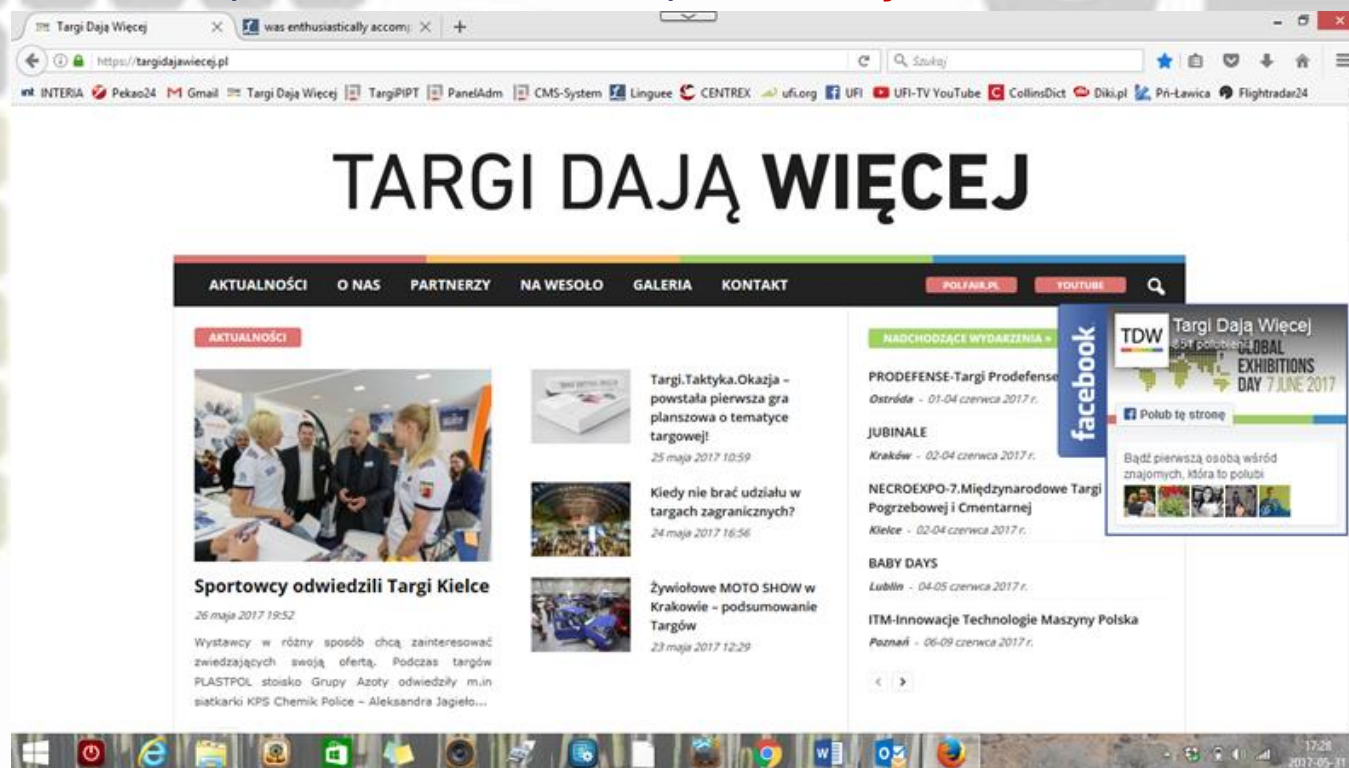 Targi Dają Więcej
was enthusiastically accom
https://targidajawiecej.pl
Szukaj
INTERIA Pekao24 Gmail Targi Dają Więcej TargiPIPT PanelAdm CMS-System Linguee CENTREX ufi.org UFI UFI-TV YouTube CollinsDict Diki.pl Pń-Ławica Flightradar24
TARGI DAJĄ WIĘCEJ
AKTUALNOŚCI O NAS PARTNERZY NA WESOŁO GALERIA KONTAKT POLFAIR.PL YOUTUBE
AKTUALNOŚCI
Sportowcy odwiedzili Targi Kielce
26 maja 2017 19:52
Wystawcy w różny sposób chcą zainteresować
zwiedzających swoją ofertą. Podczas targów
PLASTPOL stoisko Grupy Azoty odwiedziły m.in
siatkarki KPS Chemik Police – Aleksandra Jagieło...
Targi.Taktyka.Okazja –
powstała pierwsza gra
planszowa o tematyce
targowej!
25 maja 2017 10:59
Kiedy nie brać udziału w
targach zagranicznych?
24 maja 2017 16:56
Żywiołowe MOTO SHOW w
Krakowie – podsumowanie
Targów
23 maja 2017 12:29
NADCHODZĄCE WYDARZENIA »
PRODEFENSE-Targi Prodefense
Ostróda - 01-04 czerwca 2017 r.
JUBINALE
Kraków - 02-04 czerwca 2017 r.
NECROEXPO-7.Międzynarodowe Targi
Pogrzebowej i Cmentarnej
Kielce - 02-04 czerwca 2017 r.
BABY DAYS
Lublin - 04-05 czerwca 2017 r.
ITM-Innowacje Technologie Maszyny Polska
Poznań - 06-09 czerwca 2017 r.
facebook
TDW
Targi Dają Więcej
GLOBAL
EXHIBITIONS
DAY 7 JUNE 2017
Polub tę stronę
Bądź pierwszą osobą wśród
znajomych, która to polubi
17:28
2017-05-31